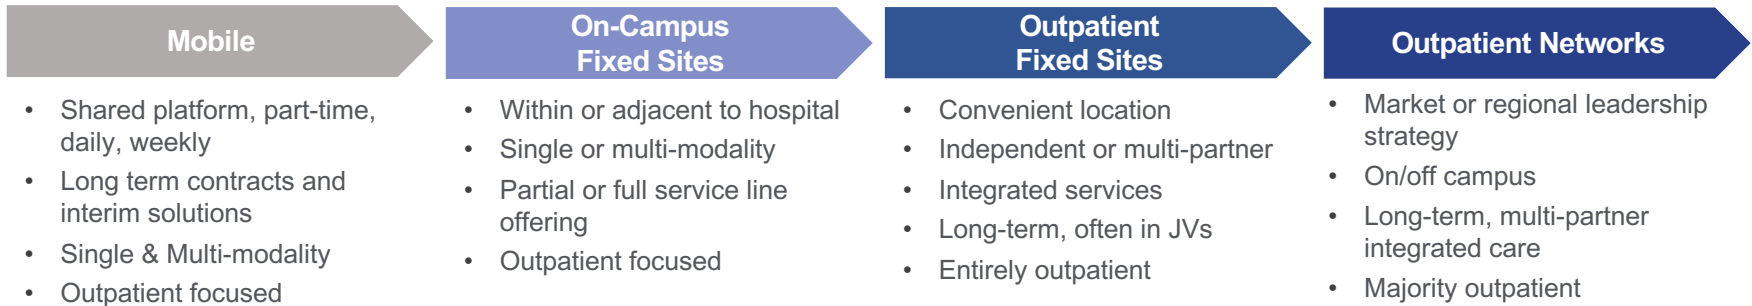 Mobile
• Shared platform, part-time,
daily, weekly
• Long term contracts and
interim solutions
• Single & Multi-modality
• Outpatient focused
On-Campus
Fixed Sites
• Within or adjacent to hospital
• Single or multi-modality
• Partial or full service line
offering
• Outpatient focused
Outpatient
Fixed Sites
• Convenient location
• Independent or multi-partner
• Integrated services
• Long-term, often in JVs
• Entirely outpatient
Outpatient Networks
• Market or regional leadership
strategy
• On/off campus
• Long-term, multi-partner
integrated care
• Majority outpatient